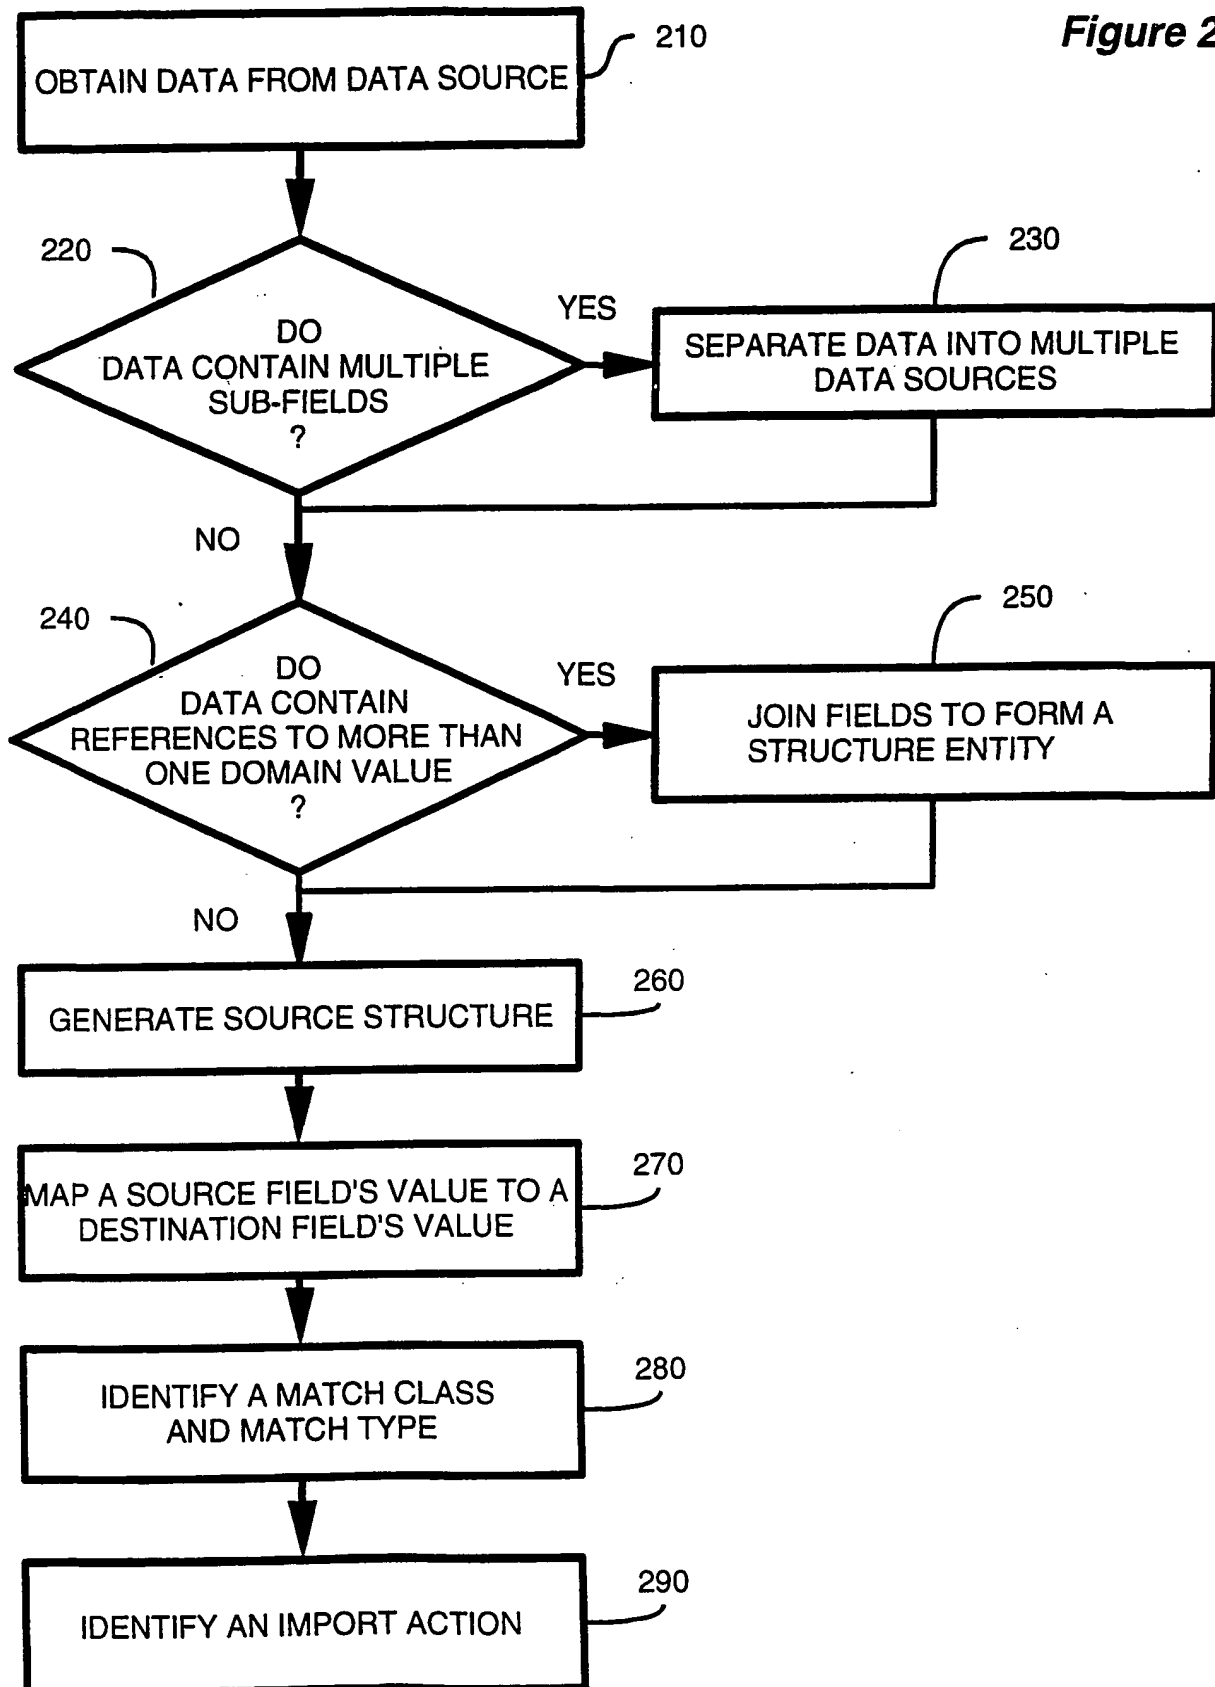 Figure 2
210
OBTAIN DATA FROM DATA SOURCE
220
DO
DATA CONTAIN MULTIPLE
SUB-FIELDS
?
YES
230
SEPARATE DATA INTO MULTIPLE
DATA SOURCES
NO
240
DO
DATA CONTAIN
REFERENCES TO MORE THAN
ONE DOMAIN VALUE
?
YES
250
JOIN FIELDS TO FORM A
STRUCTURE ENTITY
NO
260
GENERATE SOURCE STRUCTURE
270
MAP A SOURCE FIELD'S VALUE TO A
DESTINATION FIELD'S VALUE
280
IDENTIFY A MATCH CLASS
AND MATCH TYPE
290
IDENTIFY AN IMPORT ACTION